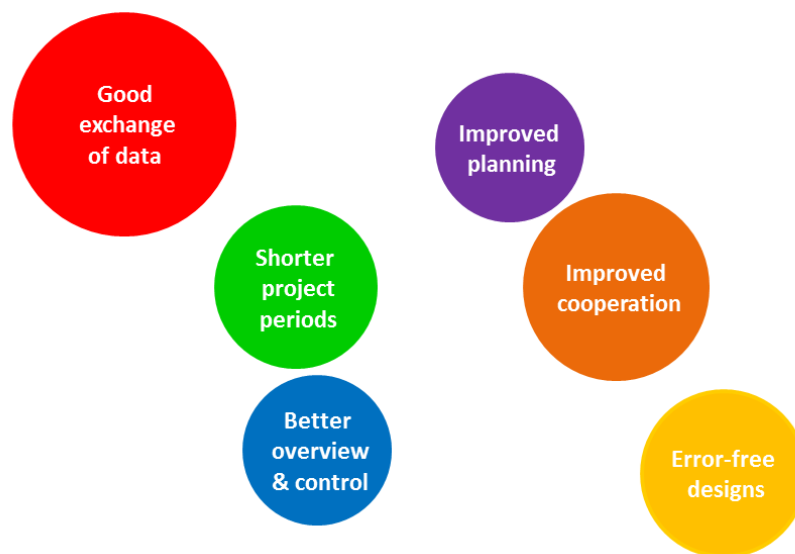 Good
exchange
of data
Improved
planning
Shorter
project
periods
Improved
cooperation
Better
overview
& control
Error-free
designs